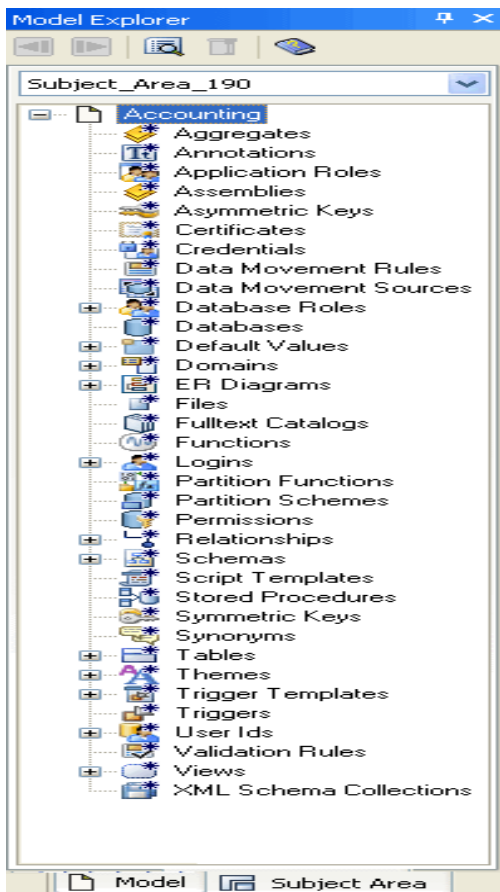 Model Explorer
Subject_Area_190
Accounting
Aggregates
Annotations
Application Roles
Assemblies
Asymmetric Keys
Certificates
Credentials
Data Movement Rules
Data Movement Sources
Database Roles
Databases
Default Values
Domains
ER Diagrams
Files
Fulltext Catalogs
Functions
Logins
Partition Functions
Partition Schemes
Permissions
Relationships
Schemas
Script Templates
Stored Procedures
Symmetric Keys
Synonyms
Tables
Themes
Trigger Templates
Triggers
User Ids
Validation Rules
Views
XML Schema Collections
Model Subject Area